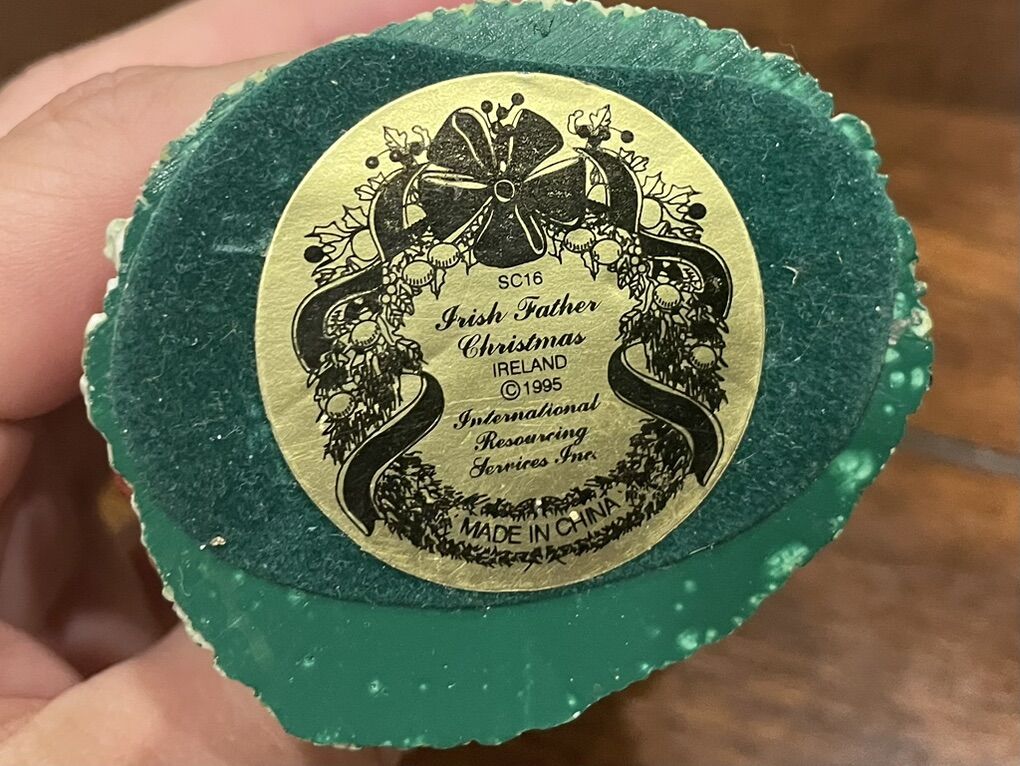 SC16
Irish Father
Christmas
IRELAND
©1995
International
Resourcing
Services Inc.
MADE IN CHINA